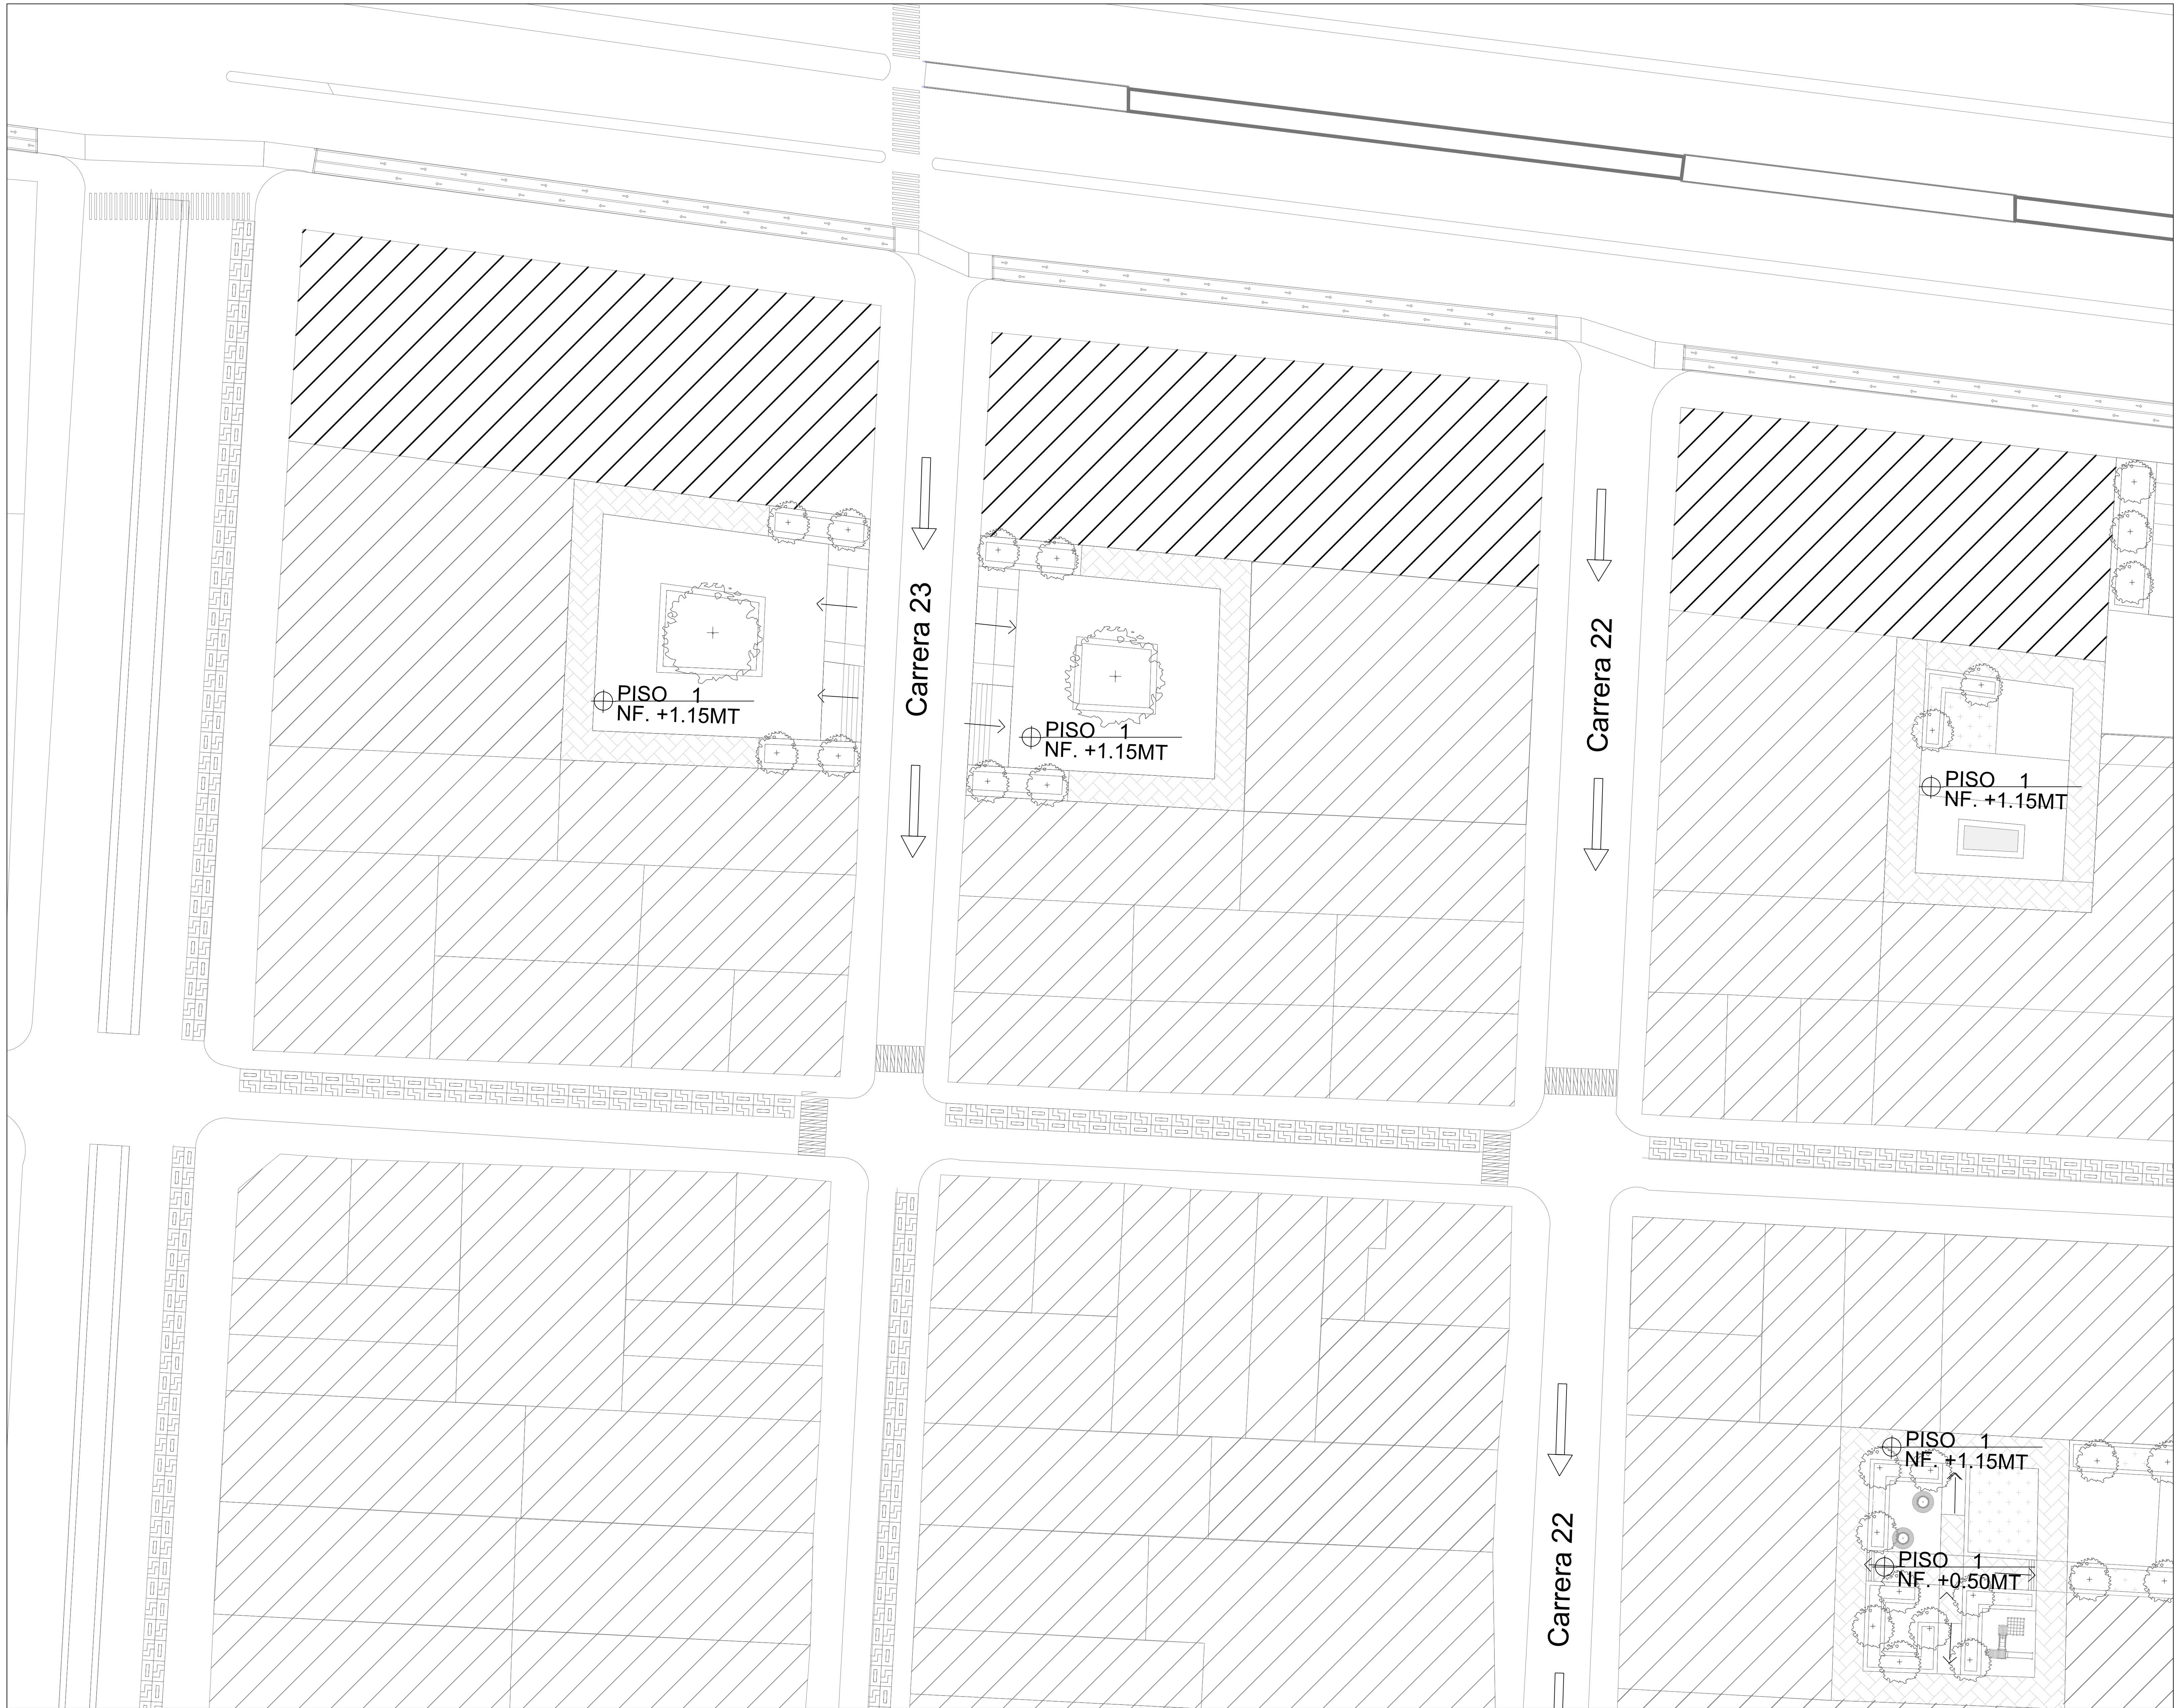 Carrera 23
Carrera 22
PISO 1
NF. +1.15MT
PISO 1
NF. +1.15MT
PISO 1
NF. +1.15MT
PISO 1
NF. +1.15MT
Carrera 22
PISO 1
NF. +0.50MT